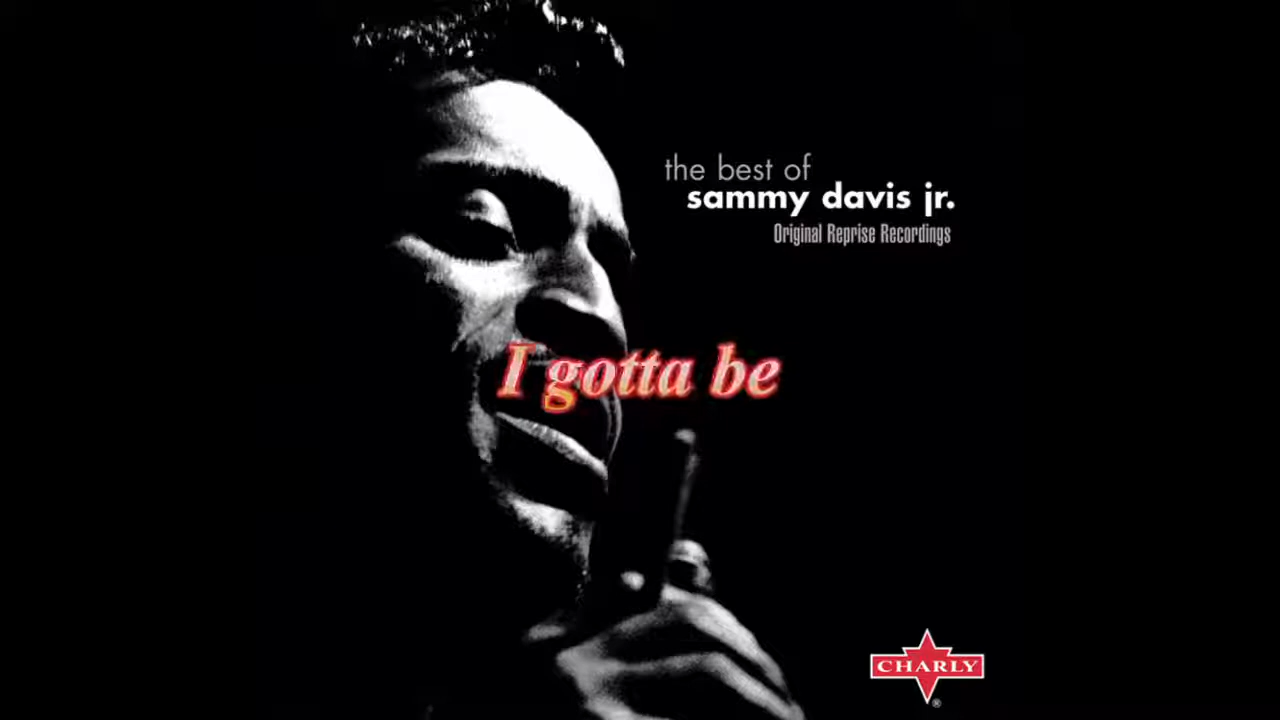 the best of
sammy davis jr.
Original Reprise Recordings
I gotta be
CHARLY
®